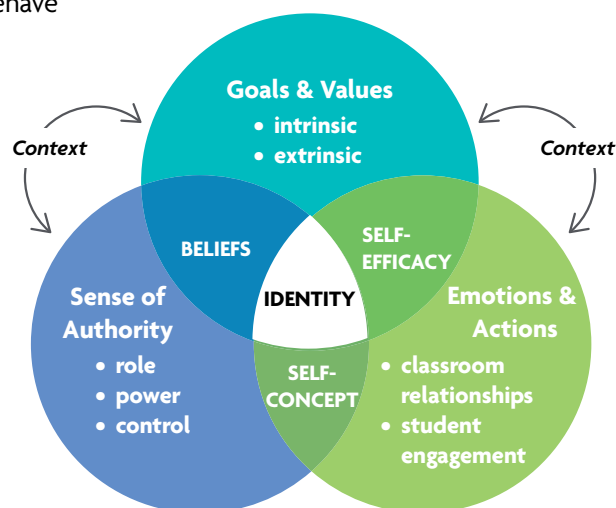 Goals & Values
• intrinsic
• extrinsic
Context
Context
BELIEFS
SELF-
EFFICACY
IDENTITY
Sense of
Authority
• role
• power
• control
Emotions &
Actions
• classroom
relationships
• student
engagement
SELF-
CONCEPT